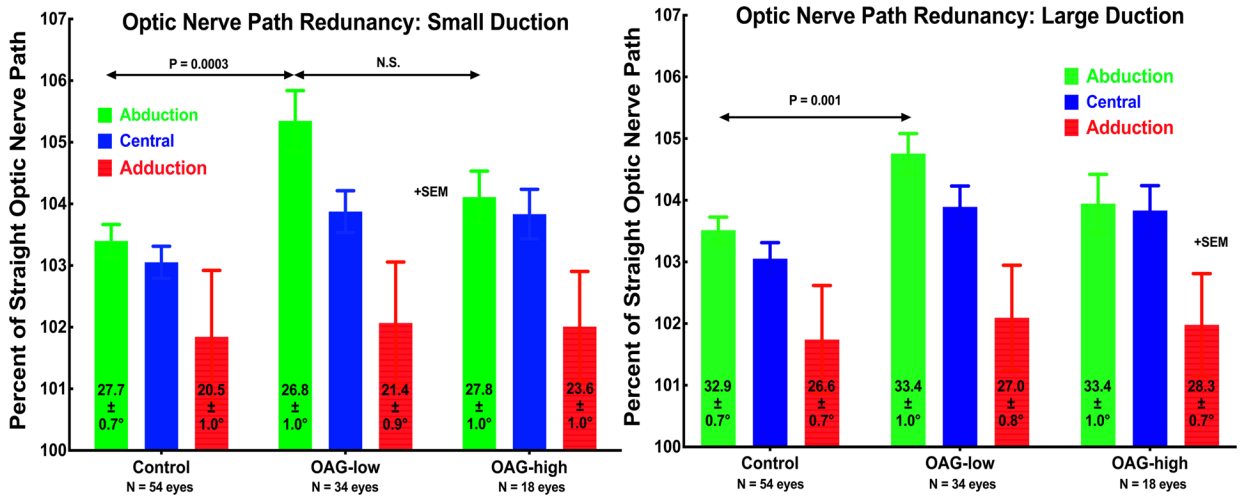 Optic Nerve Path Redunancy: Small Duction
Percent of Straight Optic Nerve Path
107
106
105
104
103
102
101
100
P = 0.0003
N.S.
Abduction
Central
Adduction
+SEM
27.7
±
0.7°
20.5
±
1.0°
26.8
±
1.0°
21.4
±
0.9°
27.8
±
1.0°
23.6
±
1.0°
Control
OAG-low
OAG-high
N = 54 eyes
N = 34 eyes
N = 18 eyes
Optic Nerve Path Redunancy: Large Duction
Percent of Straight Optic Nerve Path
107
106
105
104
103
102
101
100
P = 0.001
Abduction
Central
Adduction
+SEM
32.9
±
0.7°
26.6
±
0.7°
33.4
±
1.0°
27.0
±
0.8°
33.4
±
1.0°
28.3
±
0.7°
Control
OAG-low
OAG-high
N = 54 eyes
N = 34 eyes
N = 18 eyes